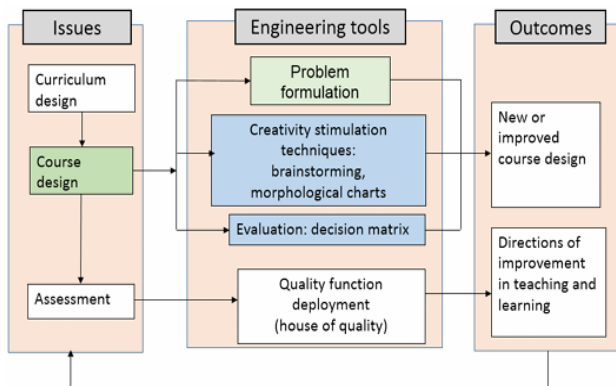 Issues
Engineering tools
Outcomes
Curriculum
design
Course
design
Assessment
Problem
formulation
Creativity stimulation
techniques:
brainstorming,
morphological charts
Evaluation: decision matrix
Quality function
deployment
(house of quality)
New or
improved
course design
Directions of
improvement
in teaching and
learning